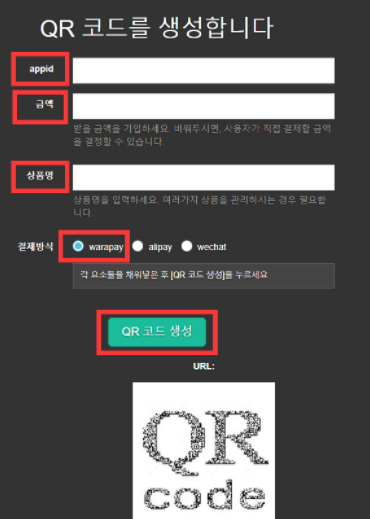 QR 코드를 생성합니다
appid
금액
받을 금액을 기입하세요. 비워두시면, 사용자가 직접 결제할 금액
을 결정할 수 있습니다.
상품명
상품명을 입력하세요. 여러가지 상품을 관리하시는 경우 필요합
니다.
결제방식 warapay alipay wechat
각 요소들을 채워넣은 후 [QR 코드 생성]을 누르세요
QR 코드 생성
URL:
QR
code